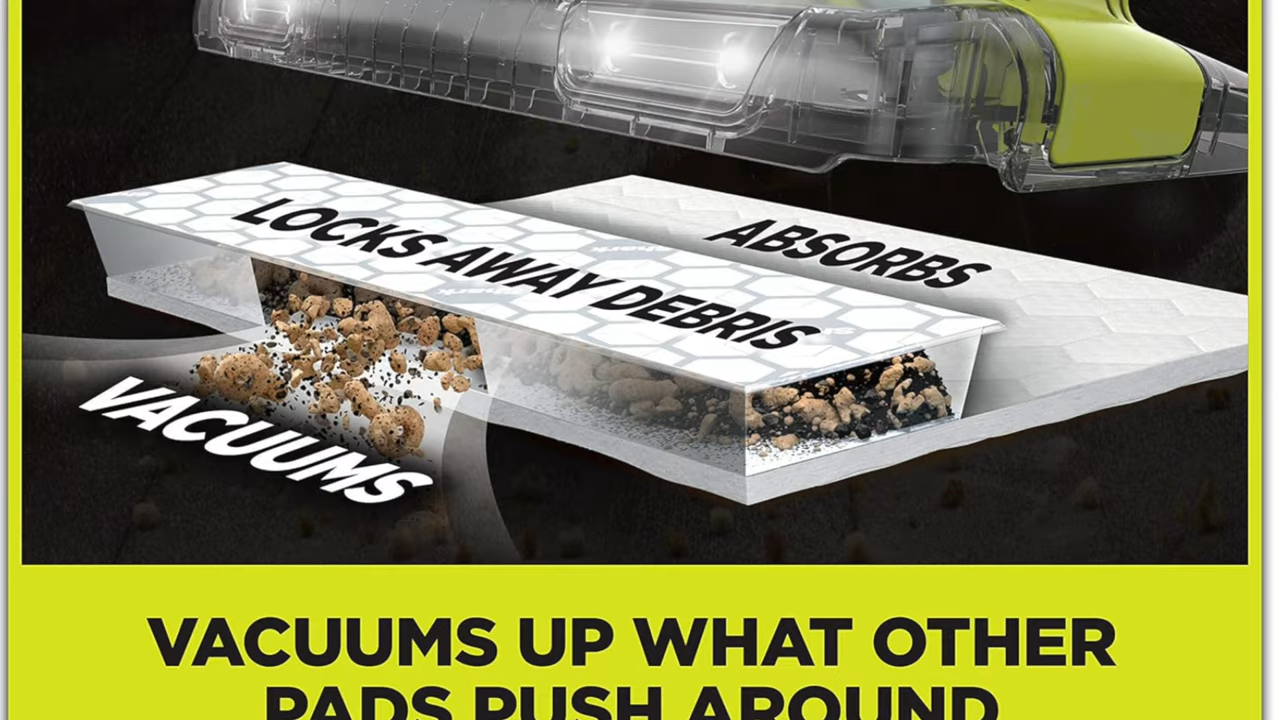 LOCKS AWAY DEBRIS
ABSORBS
VACUUMS
VACUUMS UP WHAT OTHER
PADS PUSH AROUND